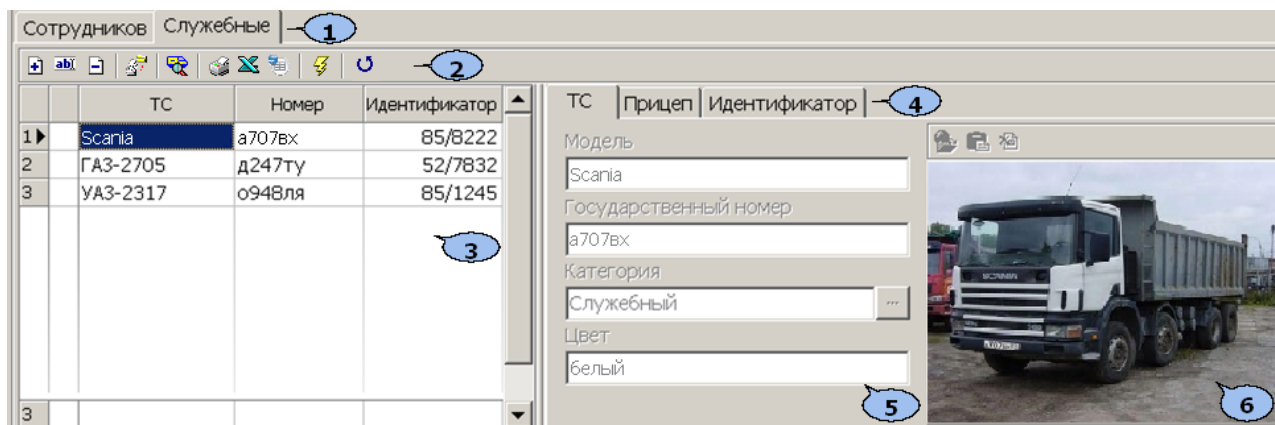 Сотрудников Служебные 1
ab 2
ТС Номер Идентификатор
1 Scania а707вх 85/8222
2 ГАЗ-2705 д247ту 52/7832
3 УАЗ-2317 о948ля 85/1245
3
3
ТС Прицеп Идентификатор 4
Модель
Scania
Государственный номер
а707вх
Категория
Служебный ...
Цвет
белый
5
SCANIA
6